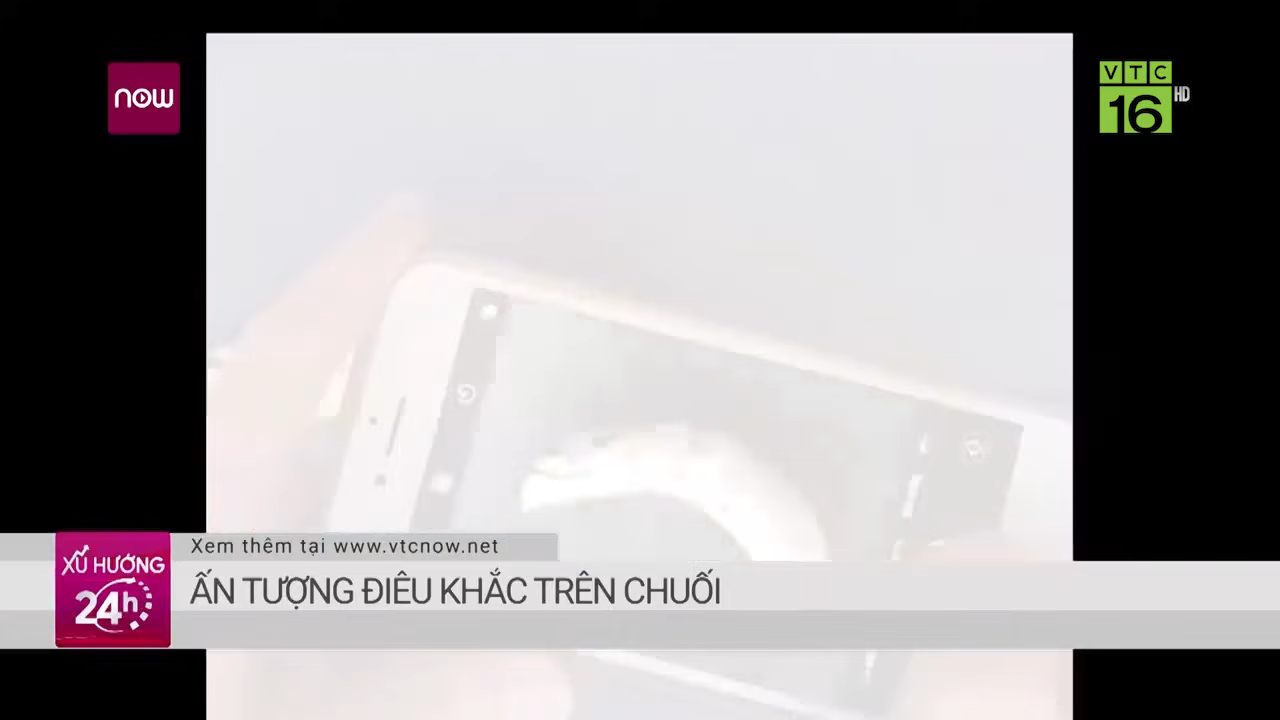 now
VTC
16
HD
Xem thêm tại www.vtcnow.net
XU HƯỚNG
24h
ẤN TƯỢNG ĐIÊU KHẮC TRÊN CHUỐI